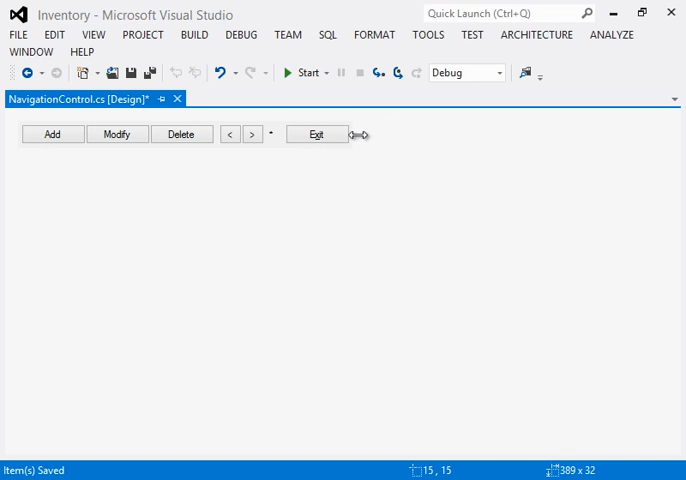 Inventory - Microsoft Visual Studio
Quick Launch (Ctrl+Q)
FILE EDIT VIEW PROJECT BUILD DEBUG TEAM SQL FORMAT TOOLS TEST ARCHITECTURE ANALYZE
WINDOW HELP
Start Debug
NavigationControl.cs [Design]*
Add Modify Delete < > * Exit
Item(s) Saved 15 , 15 389 x 32